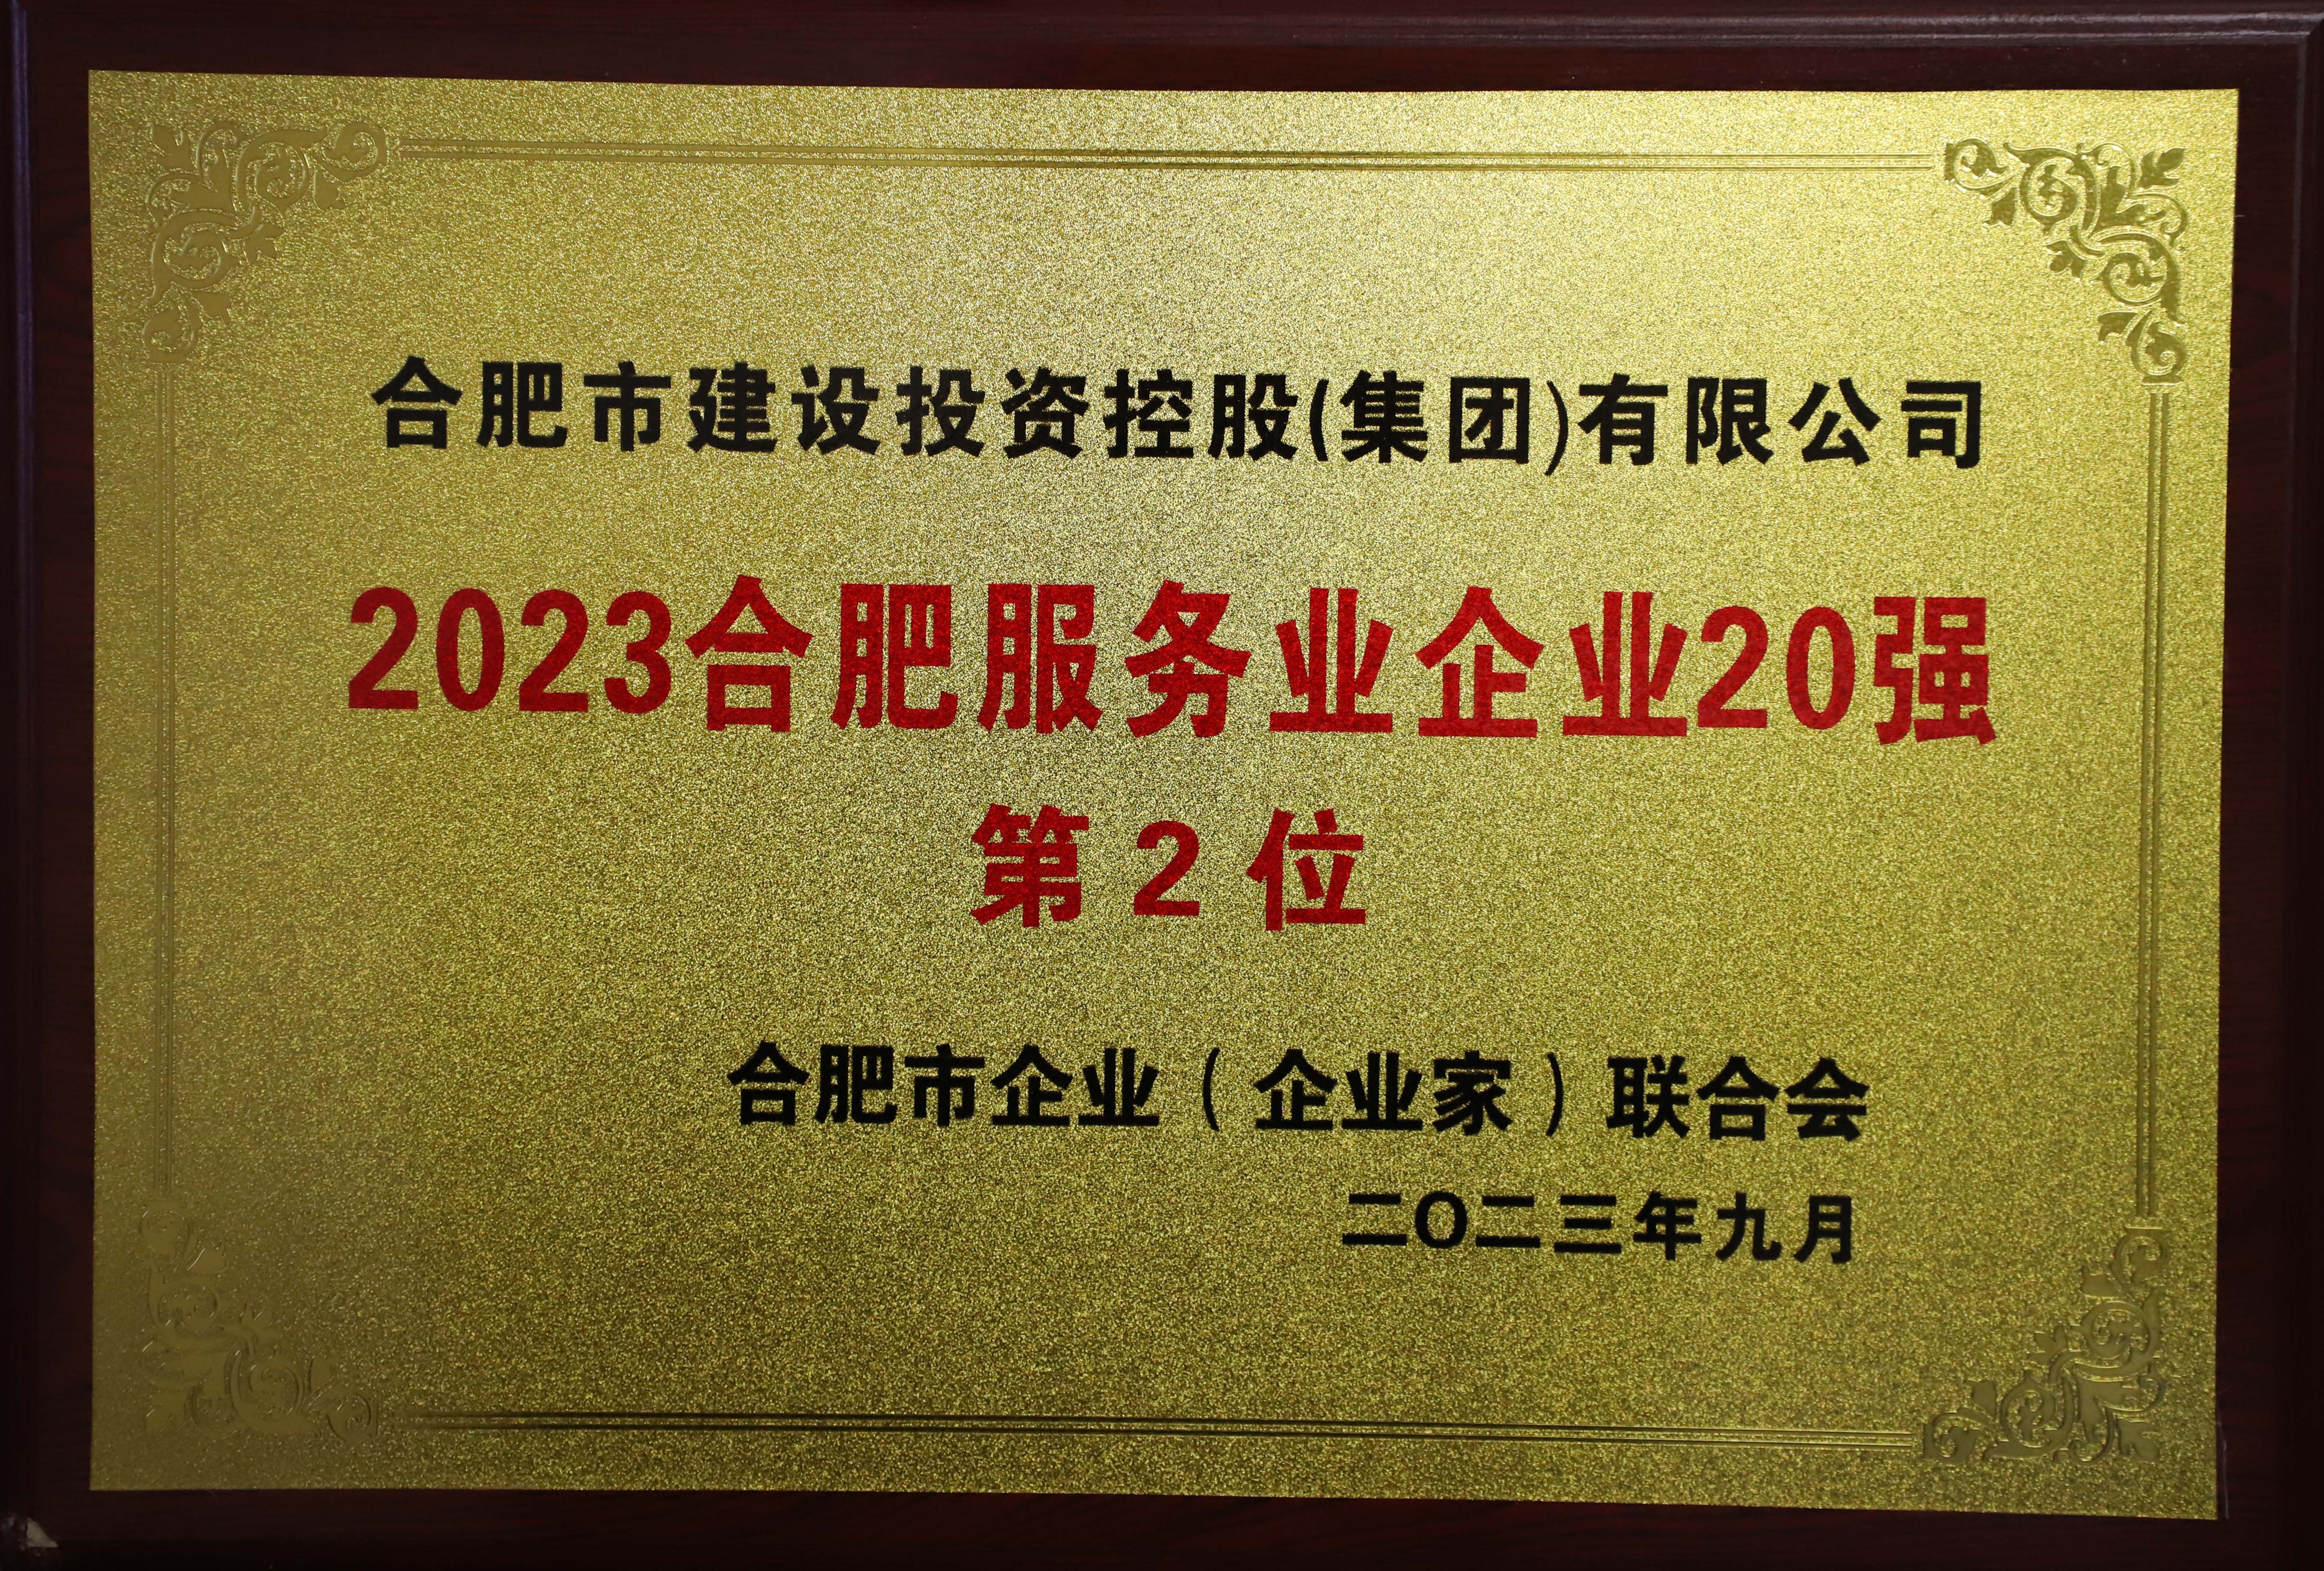 合肥市建设投资控股(集团)有限公司
2023合肥服务业企业20强
第2位
合肥市企业（企业家）联合会
二〇二三年九月